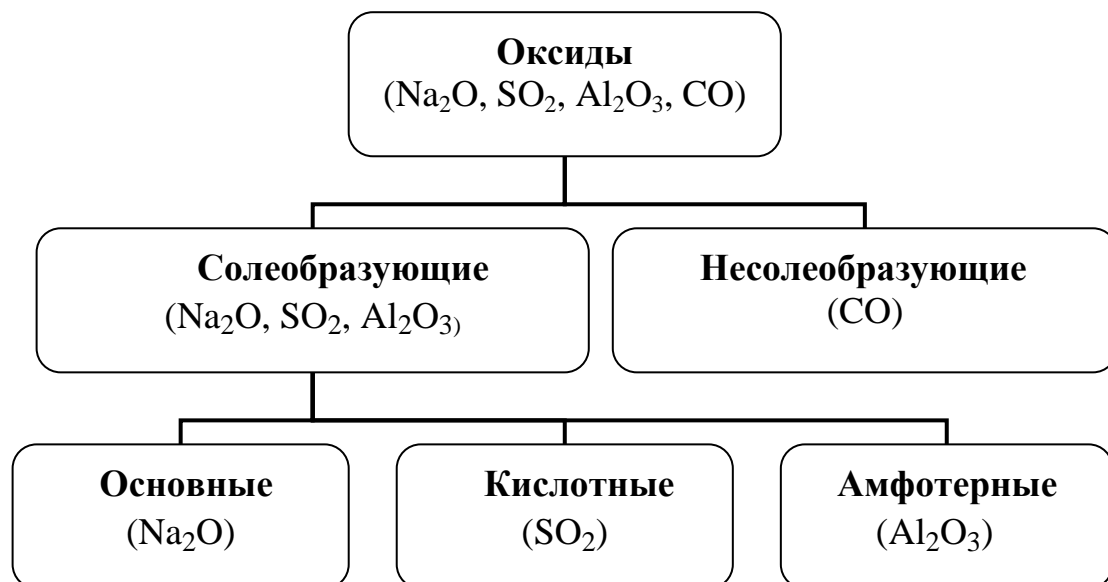 Оксиды
(Na₂O, SO₂, Al₂O₃, CO)
Солеобразующие
(Na₂O, SO₂, Al₂O₃)
Несолеобразующие
(CO)
Основные
(Na₂O)
Кислотные
(SO₂)
Амфотерные
(Al₂O₃)